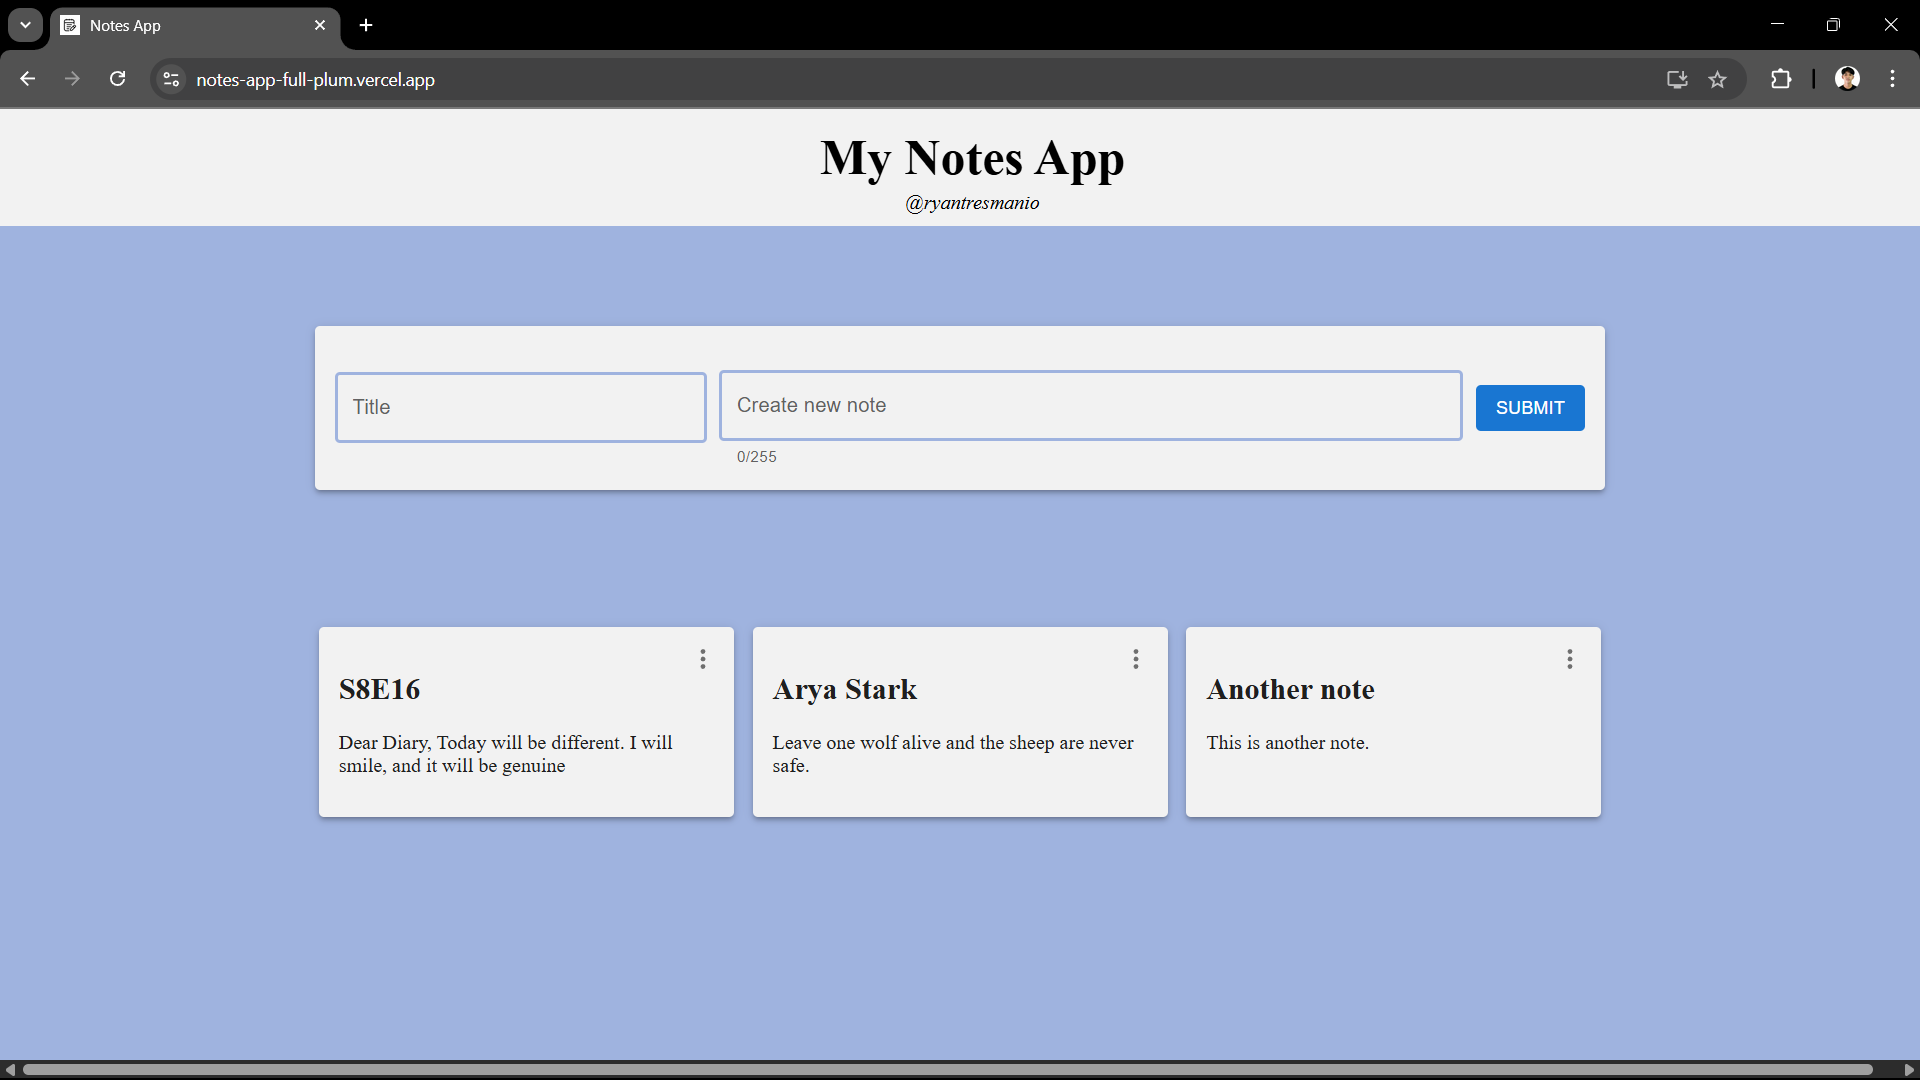 Notes App
notes-app-full-plum.vercel.app
My Notes App
@ryantresmanio
Title
Create new note
SUBMIT
0/255
S8E16
Dear Diary, Today will be different. I will
smile, and it will be genuine
Arya Stark
Leave one wolf alive and the sheep are never
safe.
Another note
This is another note.